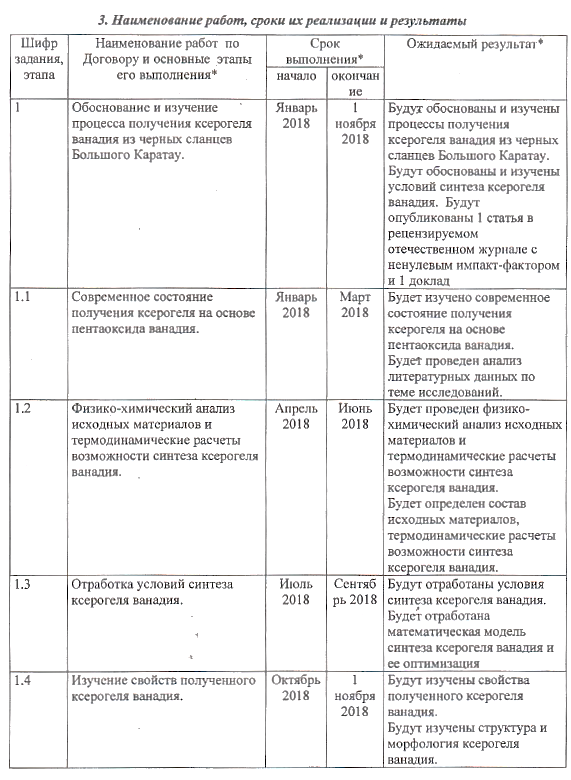 3. Наименование работ, сроки их реализации и результаты
Шифр
задания,
этапа
Наименование работ по
Договору и основные этапы
его выполнения*
Срок
выполнения*
начало
окончан
ие
Ожидаемый результат*
1
Обоснование и изучение
процесса получения ксерогеля
ванадия из черных сланцев
Большого Каратау.
Январь
2018
1
ноября
2018
Будут обоснованы и изучены
процессы получения
ксерогеля ванадия из черных
сланцев Большого Каратау.
Будут обоснованы и изучены
условий синтеза ксерогеля
ванадия. Будут
опубликованы 1 статья в
рецензируемом
отечественном журнале с
ненулевым импакт-фактором
и 1 доклад
1.1
Современное состояние
получения ксерогеля на основе
пентаоксида ванадия.
Январь
2018
Март
2018
Будет изучено современное
состояние получения
ксерогеля на основе
пентаоксида ванадия.
Будет проведен анализ
литературных данных по
теме исследований.
1.2
Физико-химический анализ
исходных материалов и
термодинамические расчеты
возможности синтеза ксерогеля
ванадия.
Апрель
2018
Июнь
2018
Будет проведен физико-
химический анализ исходных
материалов и
термодинамические расчеты
возможности синтеза
ксерогеля ванадия.
Будет определен состав
исходных материалов,
термодинамические расчеты
возможности синтеза
ксерогеля ванадия.
1.3
Отработка условий синтеза
ксерогеля ванадия.
Июль
2018
Сентяб
рь 2018
Будут отработаны условия
синтеза ксерогеля ванадия.
Будет отработана
математическая модель
синтеза ксерогеля ванадия и
ее оптимизация
1.4
Изучение свойств полученного
ксерогеля ванадия.
Октябрь
2018
1
ноября
2018
Будут изучены свойства
полученного ксерогеля
ванадия.
Будут изучены структура и
морфология ксерогеля
ванадия.